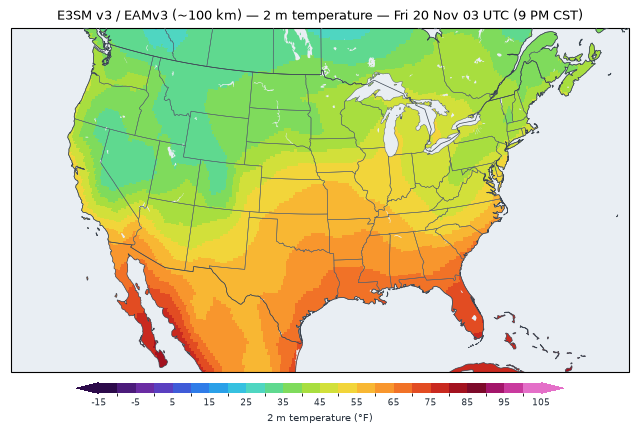 E3SM v3 / EAMv3 (~100 km) — 2 m temperature — Fri 20 Nov 03 UTC (9 PM CST)
-15 -5 5 15 25 35 45 55 65 75 85 95 105
2 m temperature (°F)